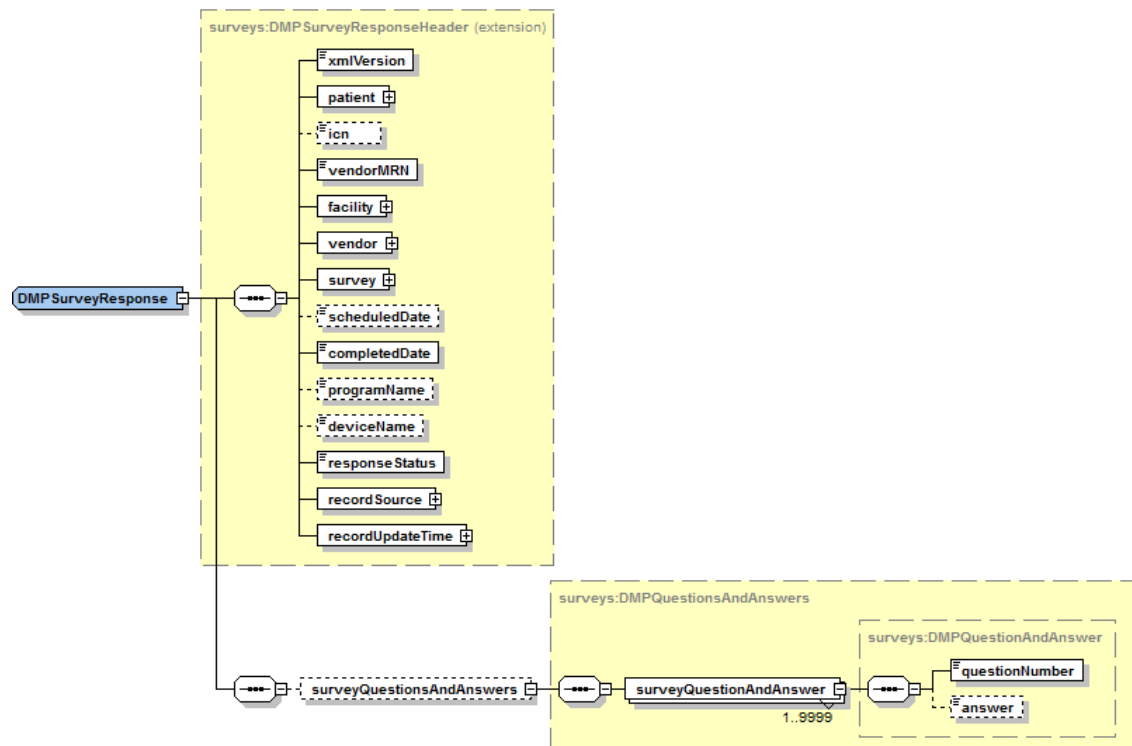 surveys:DMPSurveyResponseHeader (extension)
xmlVersion
patient
icn
vendorMRN
facility
vendor
survey
DMPSurveyResponse
scheduledDate
completedDate
programName
deviceName
responseStatus
recordSource
recordUpdateTime
surveys:DMPQuestionsAndAnswers
surveys:DMPQuestionAndAnswer
questionNumber
surveyQuestionsAndAnswers
surveyQuestionAndAnswer
answer
1..9999